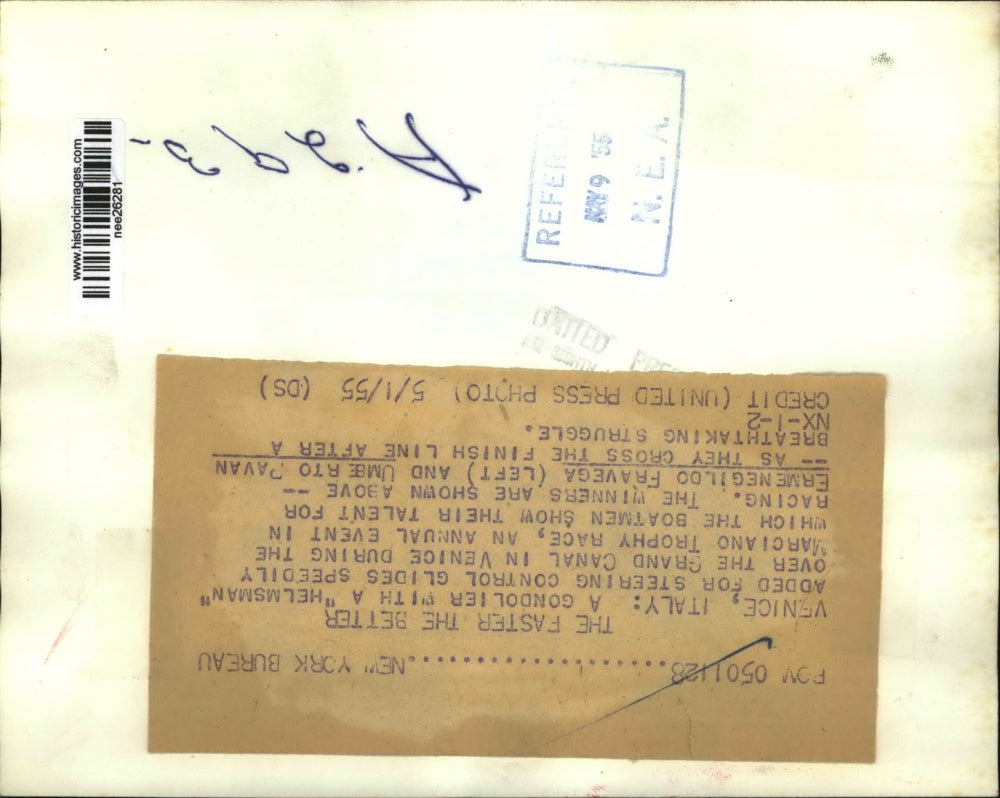 www.historicimages.com
nee26281
REFERENCE
MAY 9 '55
N. E. A.
UNITED PRESS
FOV 0501128....................NEW YORK BUREAU
THE FASTER THE BETTER
VENICE, ITALY: A GONDOLIER WITH A "HELMSMAN"
ADDED FOR STEERING CONTROL GLIDES SPEEDILY
OVER THE GRAND CANAL IN VENICE DURING THE
MARCIANO TROPHY RACE, AN ANNUAL EVENT IN
WHICH THE BOATMEN SHOW THEIR TALENT FOR
RACING. THE WINNERS ARE SHOWN ABOVE --
ERMENEGILDO FRAVEGA (LEFT) AND UMERTO PAVAN
-- AS THEY CROSS THE FINISH LINE AFTER A
BREATHTAKING STRUGGLE.
NX-1-2
CREDIT (UNITED PRESS PHOTO) 5/1/55 (DS)